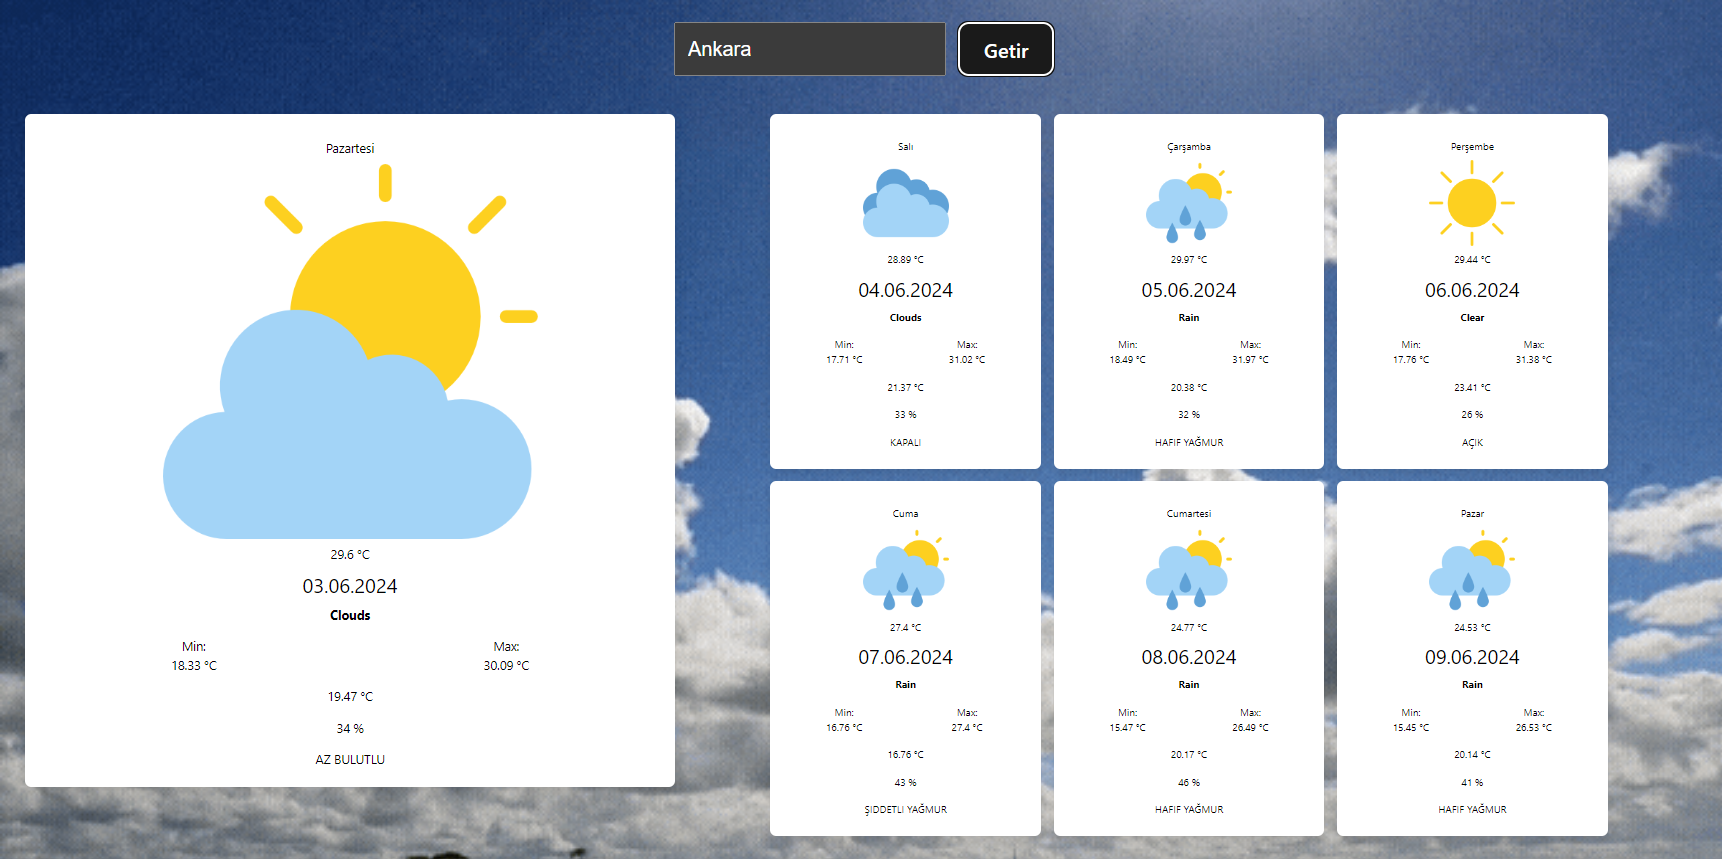 Ankara
Getir
Pazartesi
29.6 °C
03.06.2024
Clouds
Min:
18.33 °C
Max:
30.09 °C
19.47 °C
34 %
AZ BULUTLU
Salı
28.89 °C
04.06.2024
Clouds
Min:
17.71 °C
Max:
31.02 °C
21.37 °C
33 %
KAPALI
Çarşamba
29.97 °C
05.06.2024
Rain
Min:
18.49 °C
Max:
31.97 °C
20.38 °C
32 %
HAFIF YAĞMUR
Perşembe
29.44 °C
06.06.2024
Clear
Min:
17.76 °C
Max:
31.38 °C
23.41 °C
26 %
AÇIK
Cuma
27.4 °C
07.06.2024
Rain
Min:
16.76 °C
Max:
27.4 °C
16.76 °C
43 %
ŞIDDETLI YAĞMUR
Cumartesi
24.77 °C
08.06.2024
Rain
Min:
15.47 °C
Max:
26.49 °C
20.17 °C
46 %
HAFIF YAĞMUR
Pazar
24.53 °C
09.06.2024
Rain
Min:
15.45 °C
Max:
26.53 °C
20.14 °C
41 %
HAFIF YAĞMUR